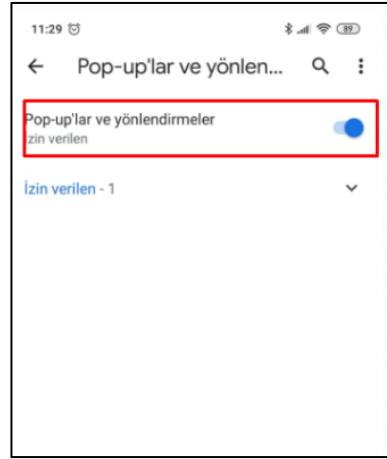 11:29
89
Pop-up'lar ve yönlen...
Pop-up'lar ve yönlendirmeler
İzin verilen
İzin verilen - 1